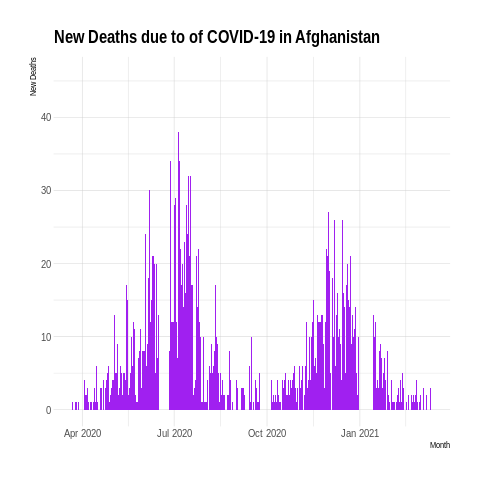 New Deaths due to of COVID-19 in Afghanistan
New Deaths
40
30
20
10
0
Apr 2020 Jul 2020 Oct 2020 Jan 2021
Month